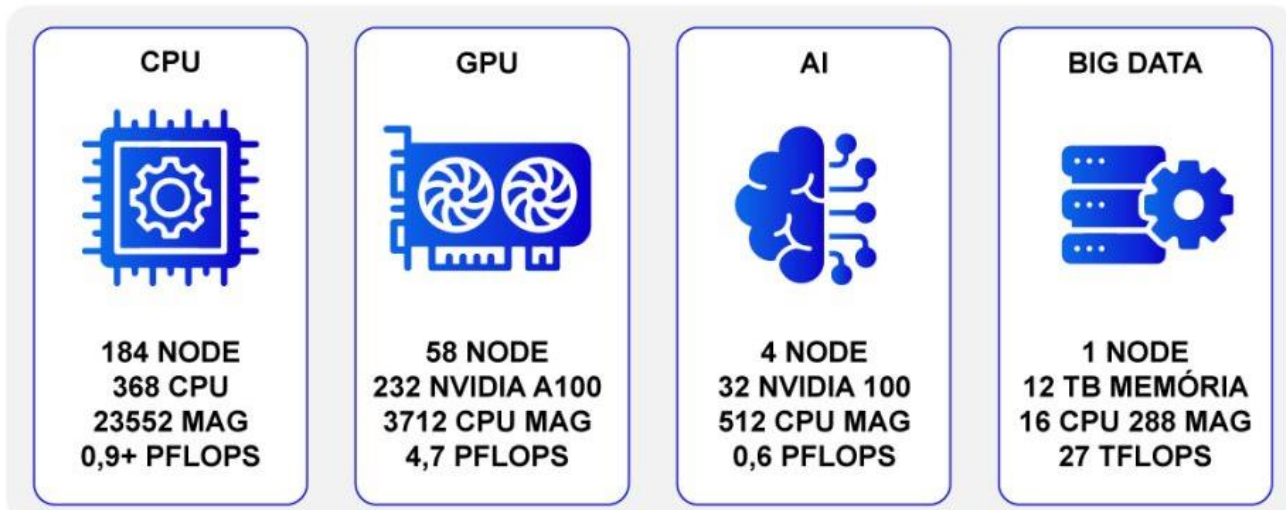 CPU
184 NODE
368 CPU
23552 MAG
0,9+ PFLOPS
GPU
58 NODE
232 NVIDIA A100
3712 CPU MAG
4,7 PFLOPS
AI
4 NODE
32 NVIDIA 100
512 CPU MAG
0,6 PFLOPS
BIG DATA
1 NODE
12 TB MEMÓRIA
16 CPU 288 MAG
27 TFLOPS